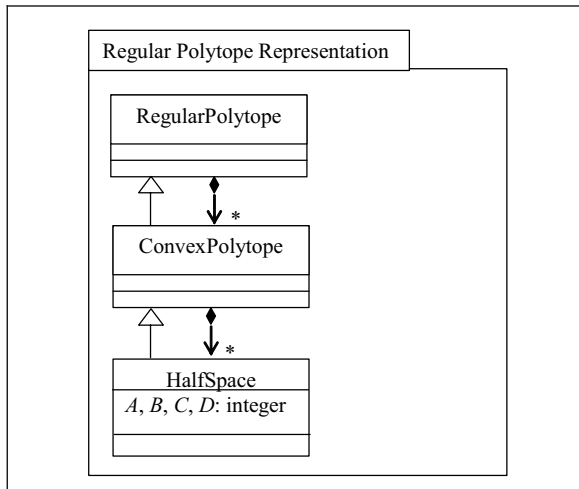 Regular Polytope Representation
RegularPolytope
*
ConvexPolytope
*
HalfSpace
A, B, C, D: integer